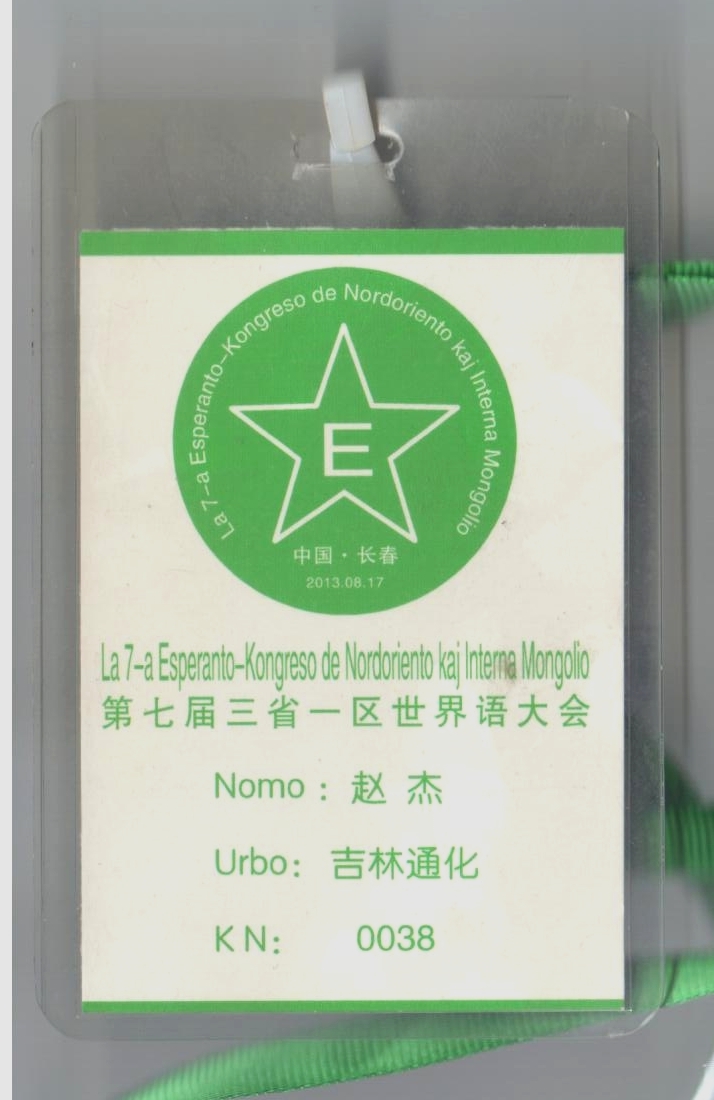 La 7-a Esperanto-Kongreso de Nordoriento kaj Interna Mongolio
E
中国·长春
2013.08.17
La 7-a Esperanto-Kongreso de Nordoriento kaj Interna Mongolio
第七届三省一区世界语大会
Nomo：赵 杰
Urbo：吉林通化
KN： 0038